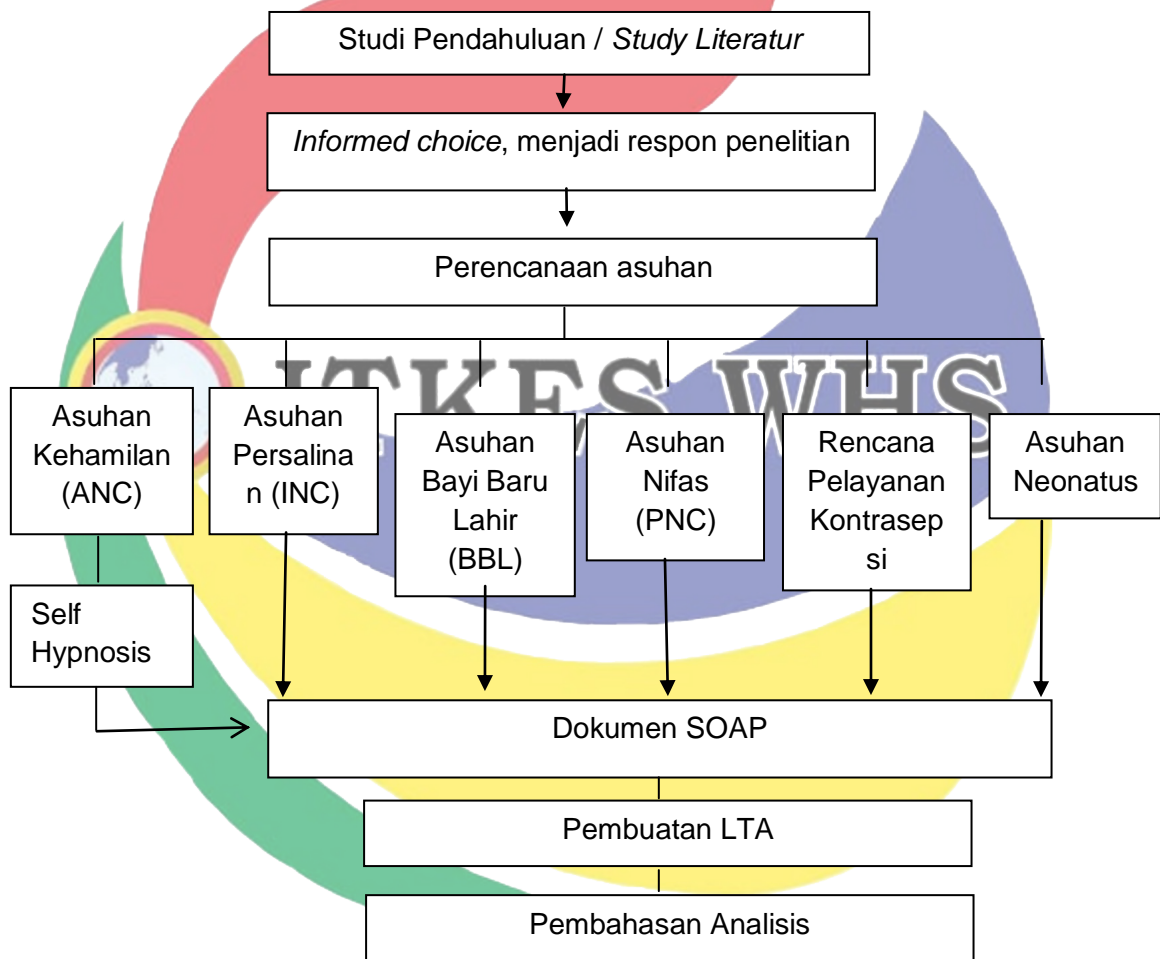 Studi Pendahuluan / Study Literatur
Informed choice, menjadi respon penelitian
Perencanaan asuhan
ITKES WHS
Asuhan
Kehamilan
(ANC)
Asuhan
Persalina
n (INC)
Asuhan
Bayi Baru
Lahir
(BBL)
Asuhan
Nifas
(PNC)
Rencana
Pelayanan
Kontrasep
si
Asuhan
Neonatus
Self
Hypnosis
Dokumen SOAP
Pembuatan LTA
Pembahasan Analisis